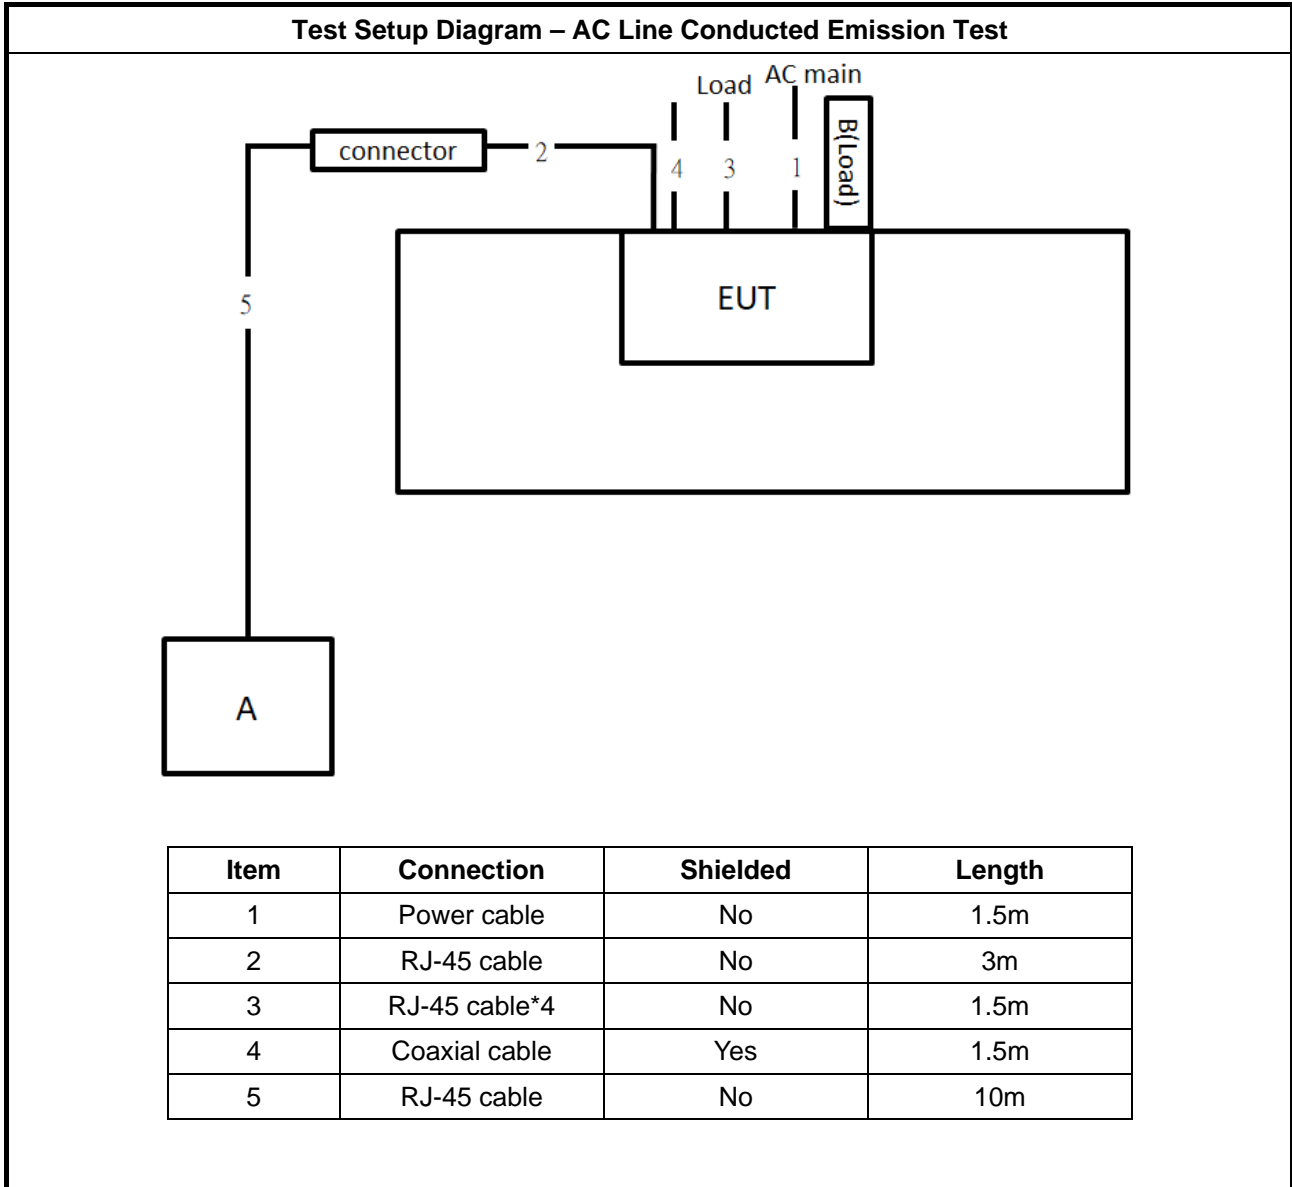 Test Setup Diagram – AC Line Conducted Emission Test
Load
AC main
connector
2
4
3
1
B(Load)
5
EUT
A
Item Connection Shielded Length
1 Power cable No 1.5m
2 RJ-45 cable No 3m
3 RJ-45 cable*4 No 1.5m
4 Coaxial cable Yes 1.5m
5 RJ-45 cable No 10m